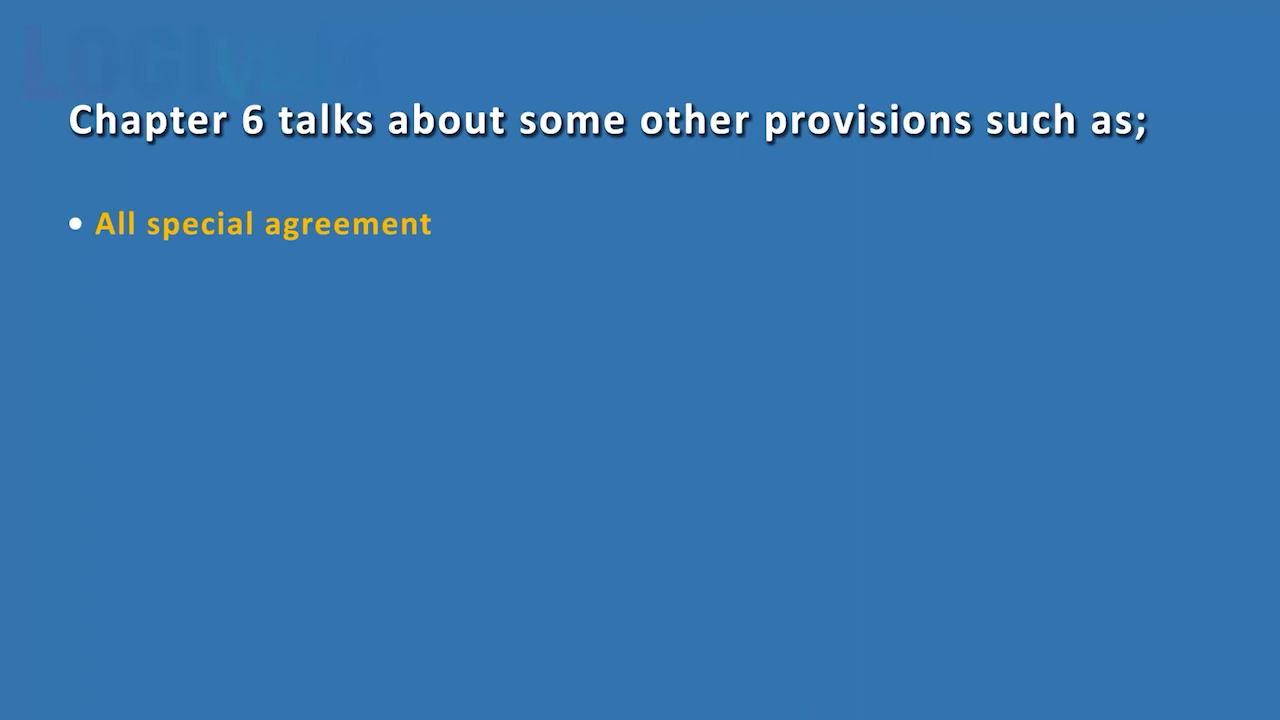 Chapter 6 talks about some other provisions such as;
• All special agreement